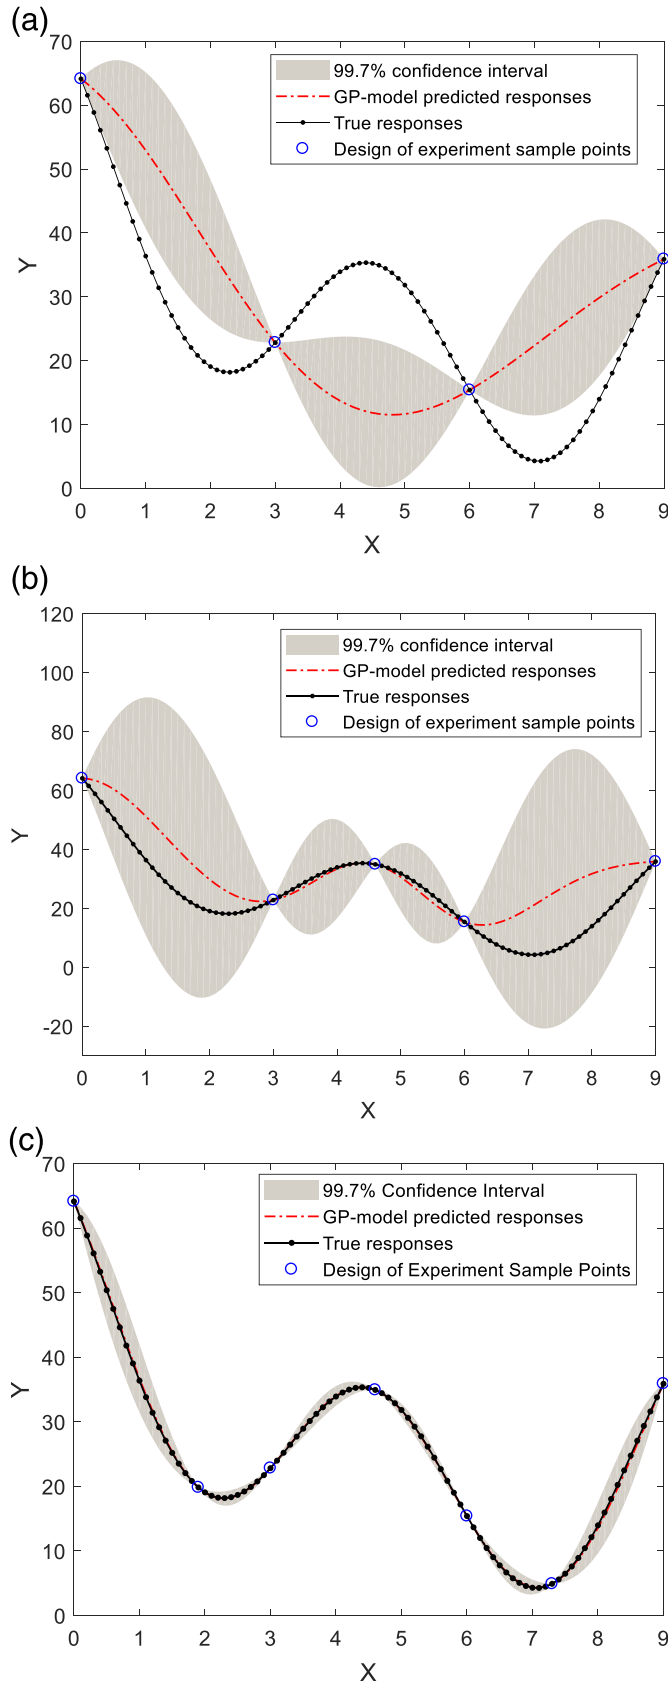 (a)
70
60
50
40
30
20
10
0
Y
99.7% confidence interval
GP-model predicted responses
True responses
Design of experiment sample points
0 1 2 3 4 5 6 7 8 9
X
(b)
120
100
80
60
40
20
0
-20
Y
99.7% confidence interval
GP-model predicted responses
True responses
Design of experiment sample points
0 1 2 3 4 5 6 7 8 9
X
(c)
70
60
50
40
30
20
10
0
Y
99.7% Confidence Interval
GP-model predicted responses
True responses
Design of Experiment Sample Points
0 1 2 3 4 5 6 7 8 9
X